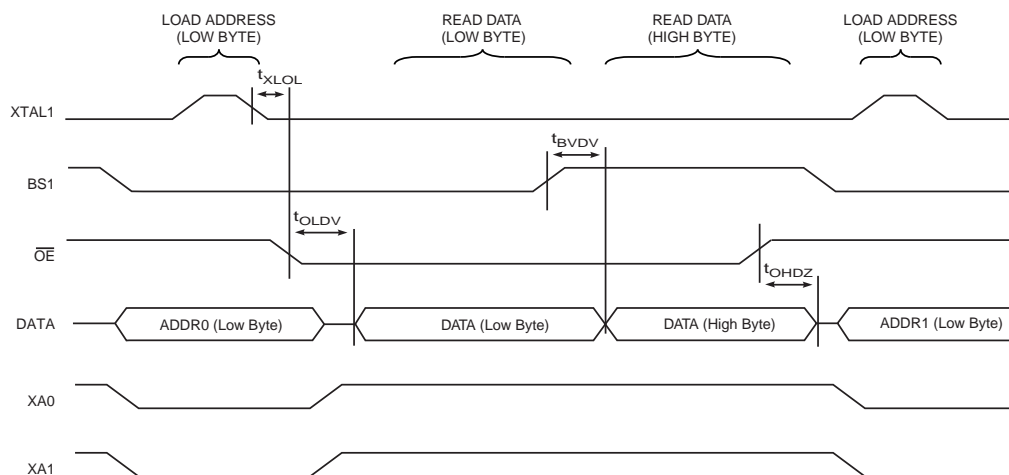 LOAD ADDRESS
(LOW BYTE)
READ DATA
(LOW BYTE)
READ DATA
(HIGH BYTE)
LOAD ADDRESS
(LOW BYTE)
tXLOL
XTAL1
tBVDV
BS1
tOLDV
OE
tOHDZ
DATA
ADDR0 (Low Byte)
DATA (Low Byte)
DATA (High Byte)
ADDR1 (Low Byte)
XA0
XA1